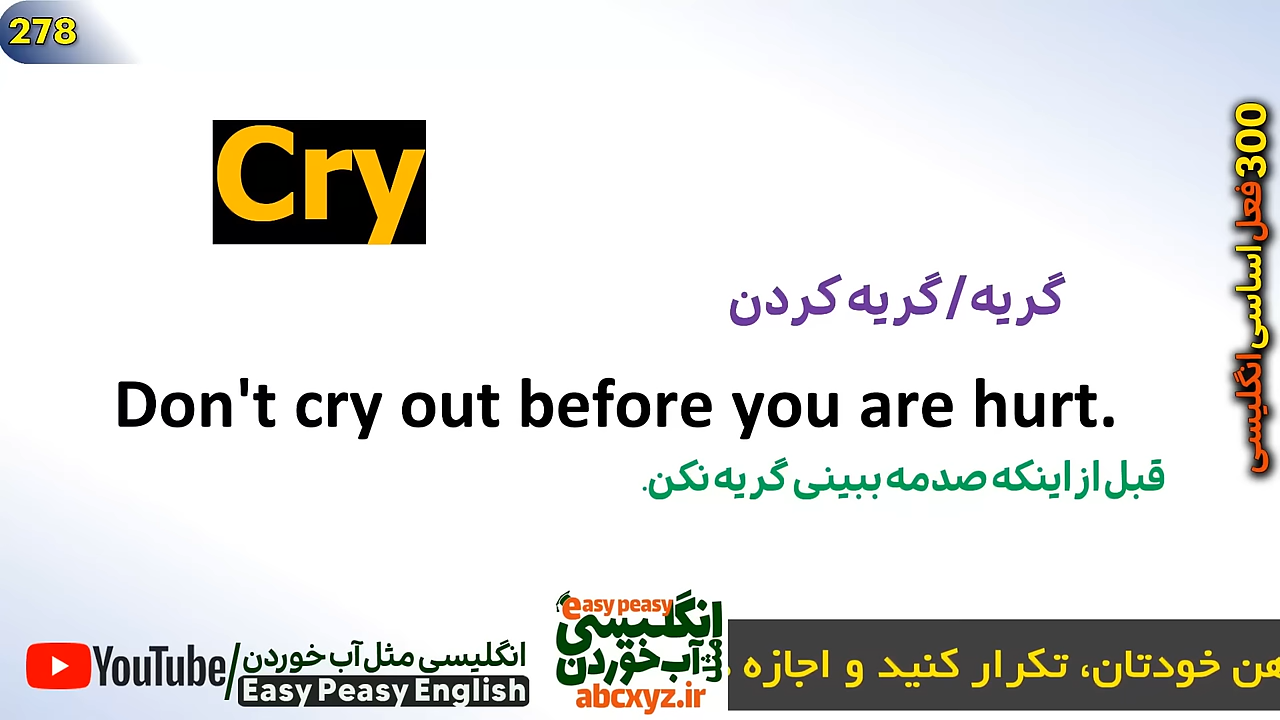 278
Cry
گریه/گریه کردن
Don't cry out before you are hurt.
قبل از اینکه صدمه ببینی گریه نکن.
300 فعل اساسی انگلیسی
YouTube/انگلیسی مثل آب خوردن
Easy Peasy English
easy peasy
انگلیسی
مثل
آب خوردن
abcxyz.ir
خودتان، تکرار کنید و اجازه